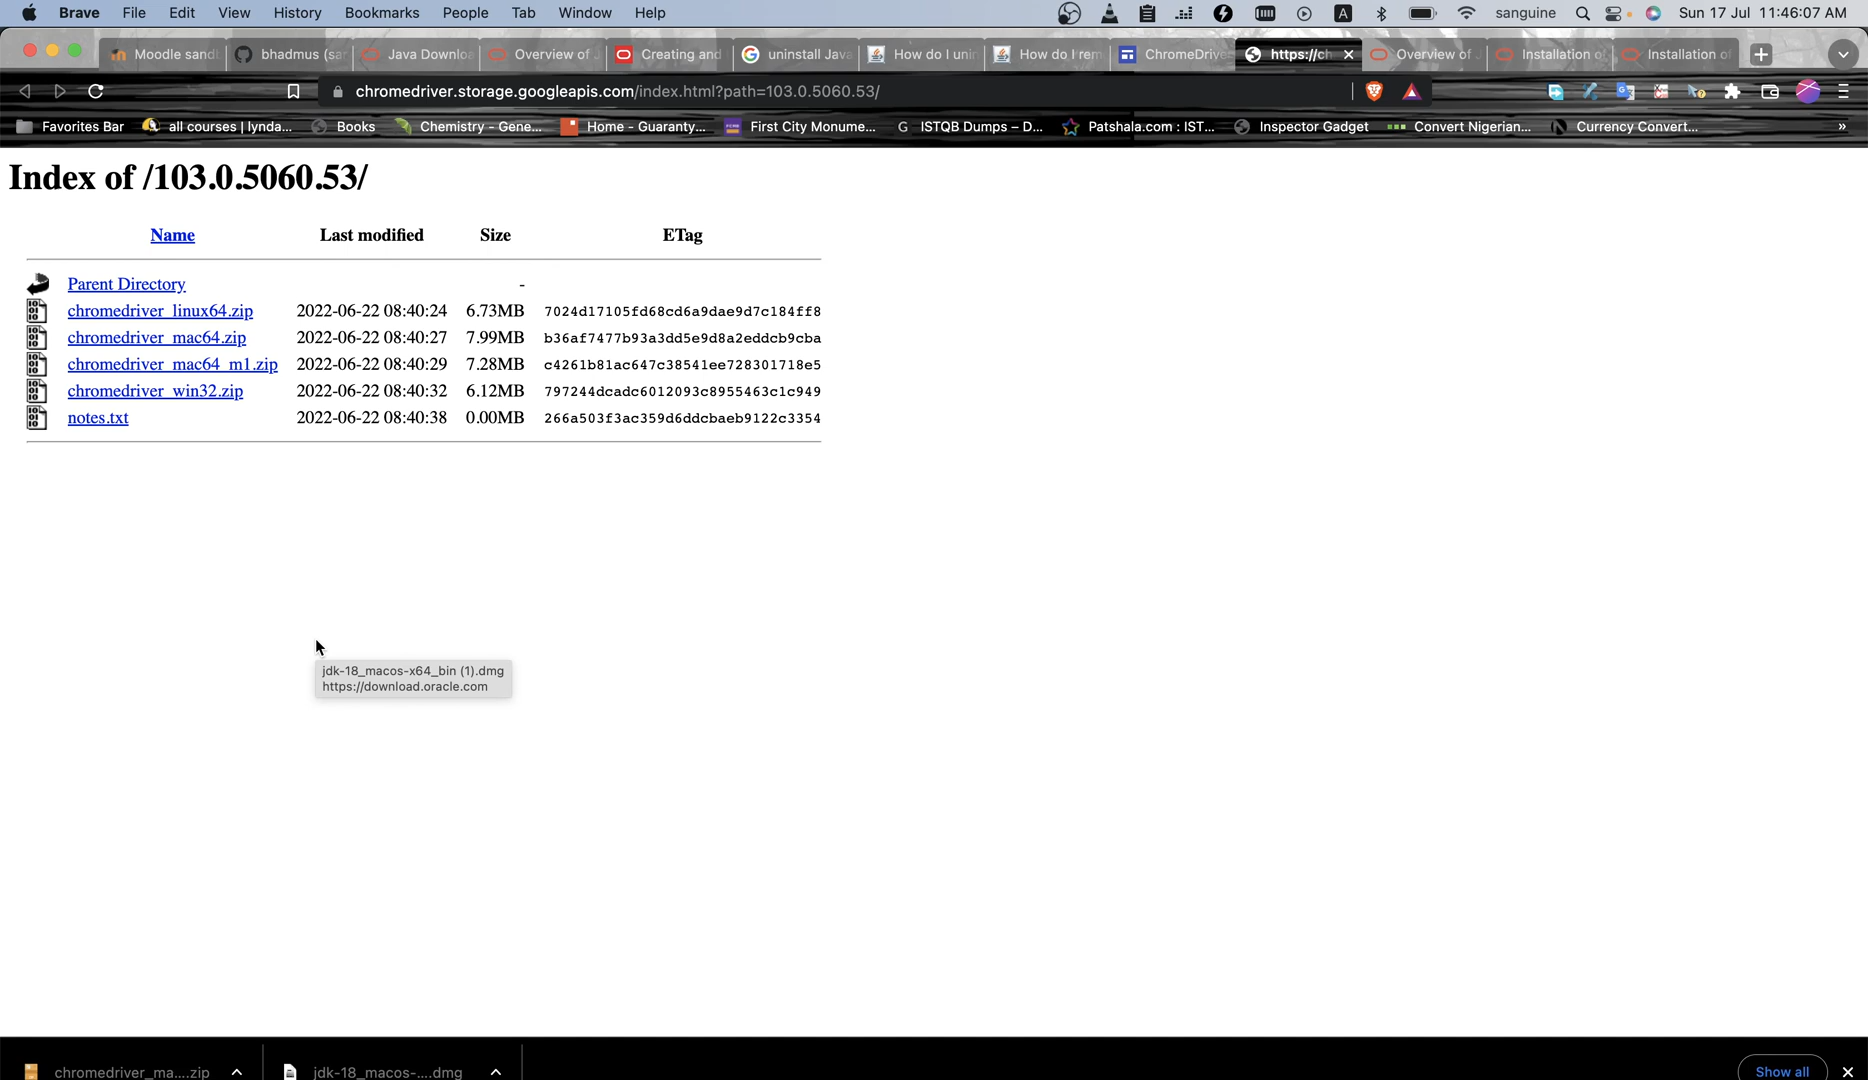 Brave File Edit View History Bookmarks People Tab Window Help A sanguine Sun 17 Jul 11:46:07 AM
Moodle sand bhadmus (sar Java Downloa Overview of J Creating and uninstall Java How do I unin How do I rem ChromeDrive https://ch Overview of J Installation o Installation of
chromedriver.storage.googleapis.com/index.html?path=103.0.5060.53/
Favorites Bar all courses | lynda... Books Chemistry - Gene... Home - Guaranty... First City Monume... G ISTQB Dumps – D... Patshala.com : IST... Inspector Gadget Convert Nigerian... Currency Convert... »
Index of /103.0.5060.53/
Name Last modified Size ETag
Parent Directory -
chromedriver_linux64.zip 2022-06-22 08:40:24 6.73MB 7024d17105fd68cd6a9dae9d7c184ff8
chromedriver_mac64.zip 2022-06-22 08:40:27 7.99MB b36af7477b93a3dd5e9d8a2eddcb9cba
chromedriver_mac64_m1.zip 2022-06-22 08:40:29 7.28MB c4261b81ac647c38541ee728301718e5
chromedriver_win32.zip 2022-06-22 08:40:32 6.12MB 797244dcadc6012093c8955463c1c949
notes.txt 2022-06-22 08:40:38 0.00MB 266a503f3ac359d6ddcbaeb9122c3354
jdk-18_macos-x64_bin (1).dmg
https://download.oracle.com
chromedriver_ma....zip jdk-18_macos-....dmg Show all